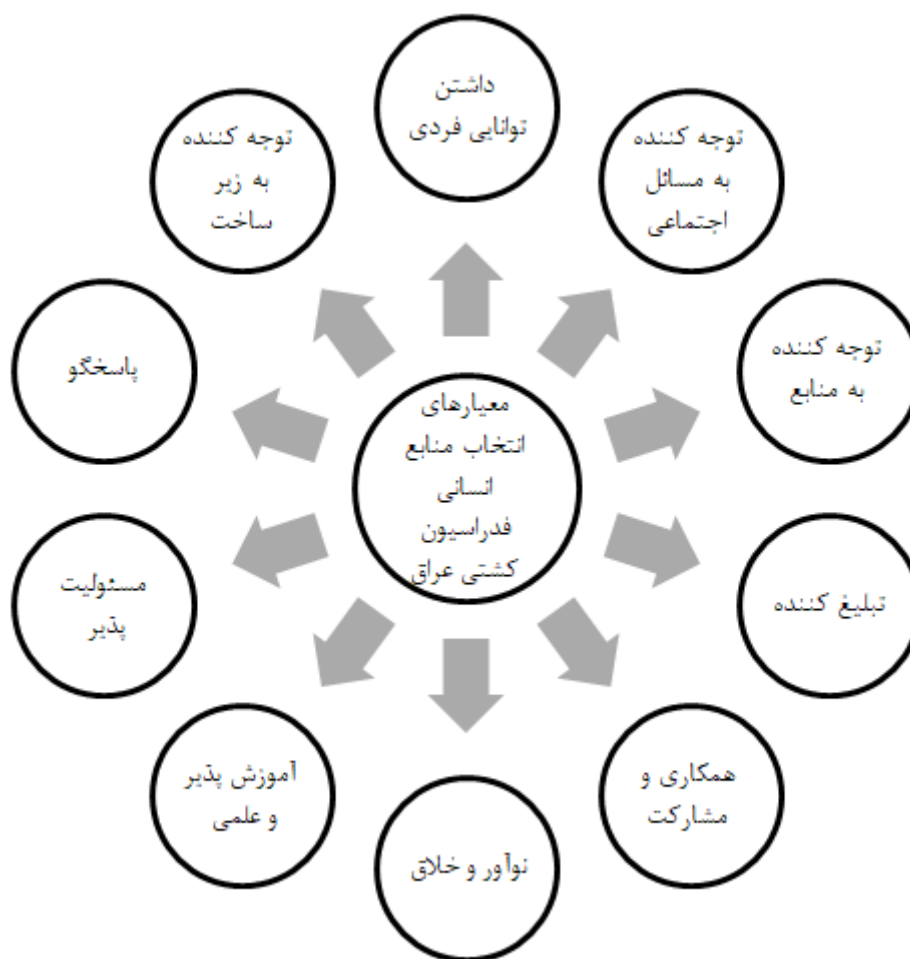 داشتن
توانایی فردی
توجه کننده
به مسائل
اجتماعی
توجه کننده
به منابع
تبلیغ کننده
همکاری و
مشارکت
نوآور و خلاق
آموزش پذیر
و علمی
مسئولیت
پذیر
پاسخگو
توجه کننده
به زیر
ساخت
معیارهای
انتخاب منابع
انسانی
فدراسیون
کشتی عراق